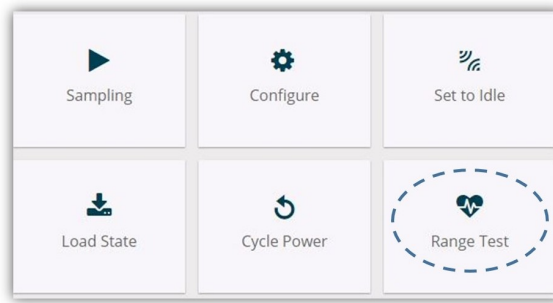 Sampling
Configure
Set to Idle
Load State
Cycle Power
Range Test